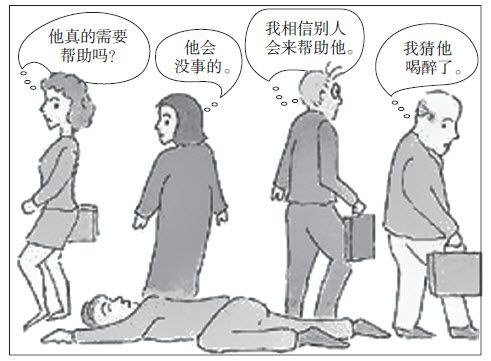 他真的需要
帮助吗?
他会
没事的。
我相信别人
会来帮助他。
我猜他
喝醉了。